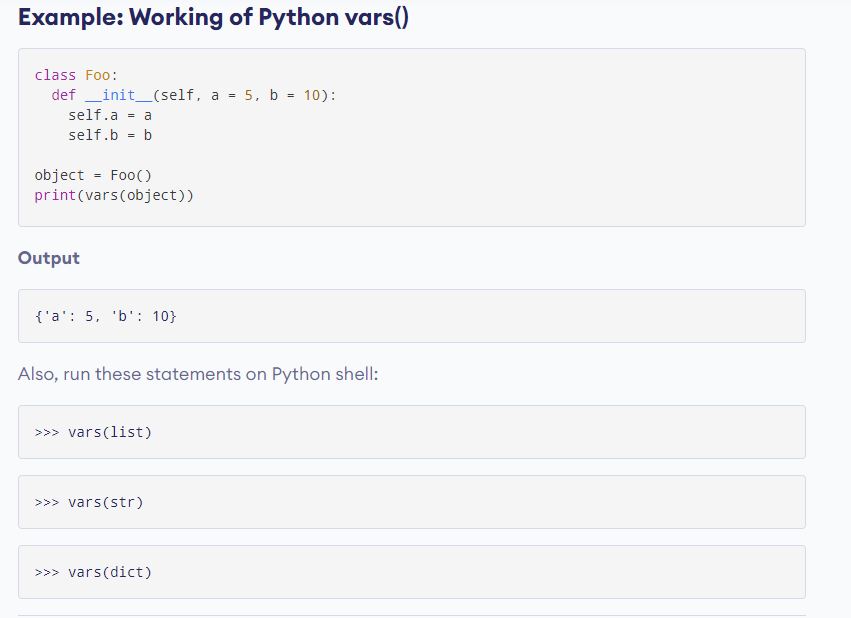 Example: Working of Python vars()
class Foo:
  def __init__(self, a = 5, b = 10):
    self.a = a
    self.b = b
object = Foo()
print(vars(object))
Output
{'a': 5, 'b': 10}
Also, run these statements on Python shell:
>>> vars(list)
>>> vars(str)
>>> vars(dict)